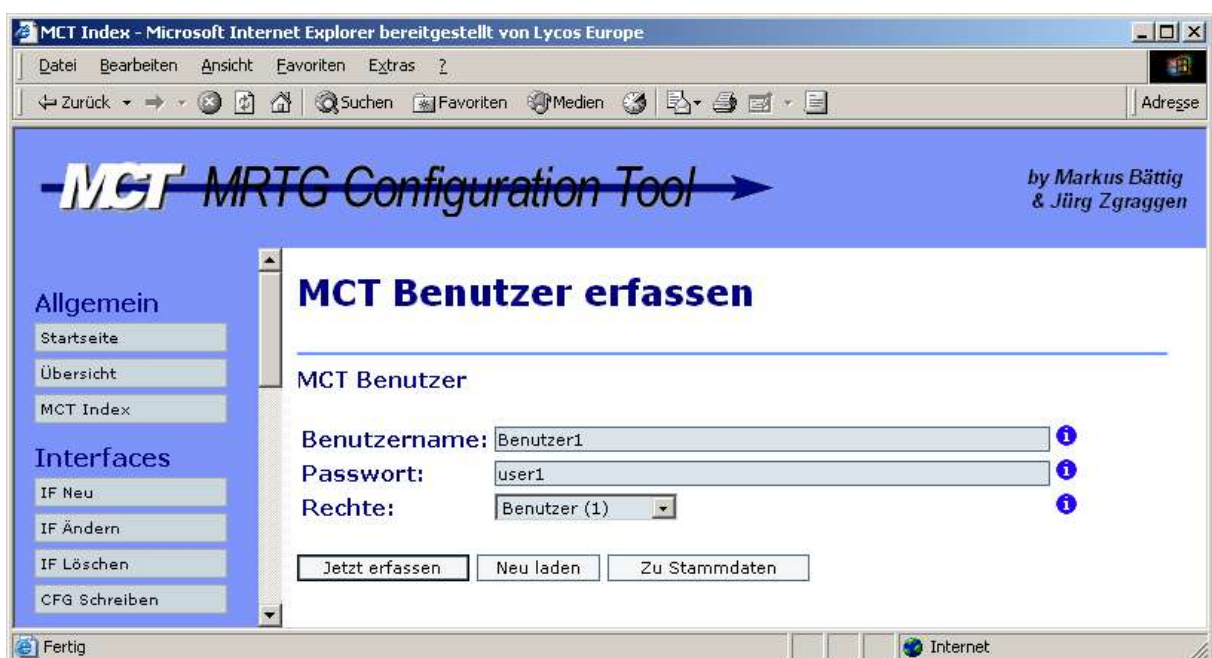 MCT Index - Microsoft Internet Explorer bereitgestellt von Lycos Europe
Datei Bearbeiten Ansicht Favoriten Extras ?
Zurück Suchen Favoriten Medien Adresse
MCT MRTG Configuration Tool
by Markus Bättig
& Jürg Zgraggen
Allgemein
Startseite
Übersicht
MCT Index
Interfaces
IF Neu
IF Ändern
IF Löschen
CFG Schreiben
MCT Benutzer erfassen
MCT Benutzer
Benutzername: Benutzer1
Passwort: user1
Rechte: Benutzer (1)
Jetzt erfassen Neu laden Zu Stammdaten
Fertig Internet